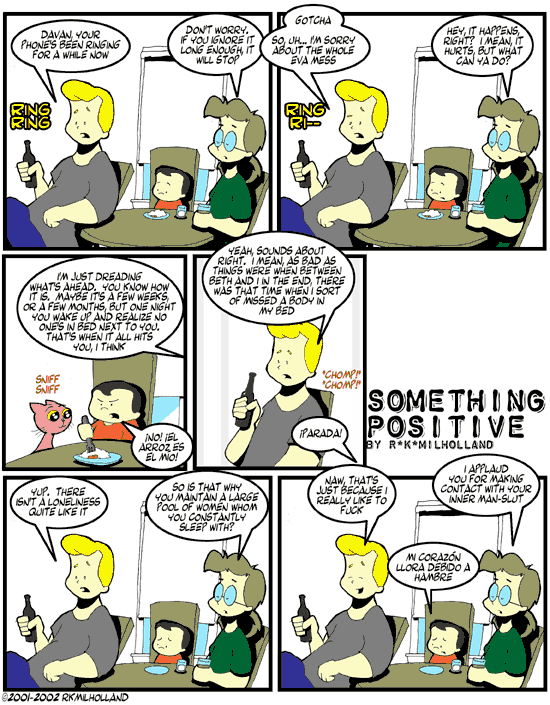 DAVAN, YOUR
PHONE'S BEEN RINGING
FOR A WHILE NOW
DON'T WORRY.
IF YOU IGNORE IT
LONG ENOUGH, IT
WILL STOP
RING
RING
GOTCHA
SO, UH... I'M SORRY
ABOUT THE WHOLE
EVA MESS
HEY, IT HAPPENS,
RIGHT? I MEAN, IT
HURTS, BUT WHAT
CAN YA DO?
RING
RI--
I'M JUST DREADING
WHAT'S AHEAD. YOU KNOW HOW
IT IS. MAYBE IT'S A FEW WEEKS,
OR A FEW MONTHS, BUT ONE NIGHT
YOU WAKE UP AND REALIZE NO
ONE'S IN BED NEXT TO YOU.
THAT'S WHEN IT ALL HITS
YOU, I THINK
SNIFF
SNIFF
¡NO! ¡EL
ARROZ ES
EL MÍO!
YEAH, SOUNDS ABOUT
RIGHT. I MEAN, AS BAD AS
THINGS WERE WHEN BETWEEN
BETH AND I IN THE END, THERE
WAS THAT TIME WHEN I SORT
OF MISSED A BODY IN
MY BED
*CHOMP!*
*CHOMP!*
¡PARADA!
SOMETHING
POSITIVE
BY R*K*MILHOLLAND
YUP. THERE
ISN'T A LONELINESS
QUITE LIKE IT
SO IS THAT WHY
YOU MAINTAIN A LARGE
POOL OF WOMEN WHOM
YOU CONSTANTLY
SLEEP WITH?
NAW, THAT'S
JUST BECAUSE I
REALLY LIKE TO
FUCK
I APPLAUD
YOU FOR MAKING
CONTACT WITH YOUR
INNER MAN-SLUT
MI CORAZÓN
LLORA DEBIDO A
HAMBRE
©2001-2002 RKMILHOLLAND